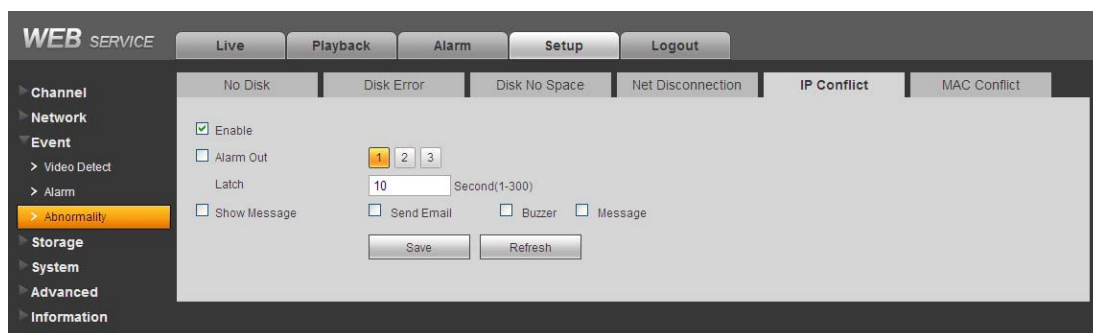 WEB SERVICE
Live Playback Alarm Setup Logout
No Disk Disk Error Disk No Space Net Disconnection IP Conflict MAC Conflict
Channel
Network
Event
> Video Detect
> Alarm
> Abnormality
Storage
System
Advanced
Information
Enable
Alarm Out 1 2 3
Latch 10 Second(1-300)
Show Message Send Email Buzzer Message
Save Refresh